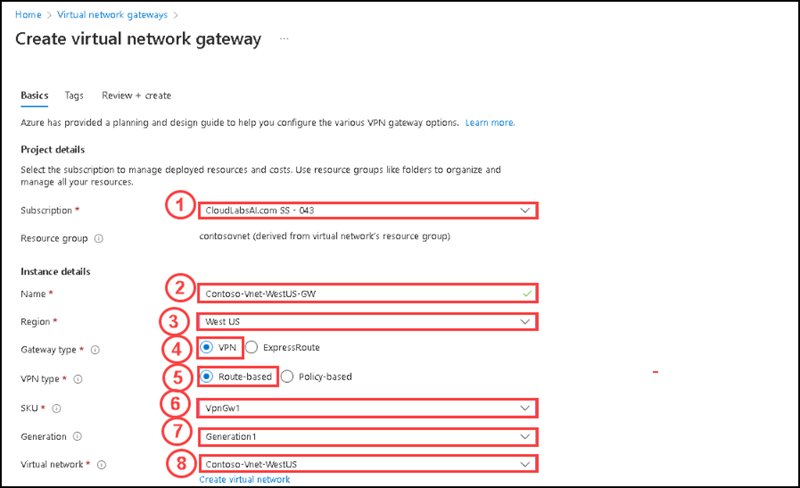 Home > Virtual network gateways >
Create virtual network gateway ...
Basics Tags Review + create
Azure has provided a planning and design guide to help you configure the various VPN gateway options. Learn more.
Project details
Select the subscription to manage deployed resources and costs. Use resource groups like folders to organize and
manage all your resources.
1
Subscription * CloudLabsAI.com SS - 043
Resource group contosovnet (derived from virtual network's resource group)
Instance details
2
Name * Contoso-Vnet-WestUS-GW
3
Region * West US
4
Gateway type * VPN ExpressRoute
5
VPN type * Route-based Policy-based
6
SKU * VpnGw1
7
Generation Generation1
8
Virtual network * Contoso-Vnet-WestUS
Create virtual network